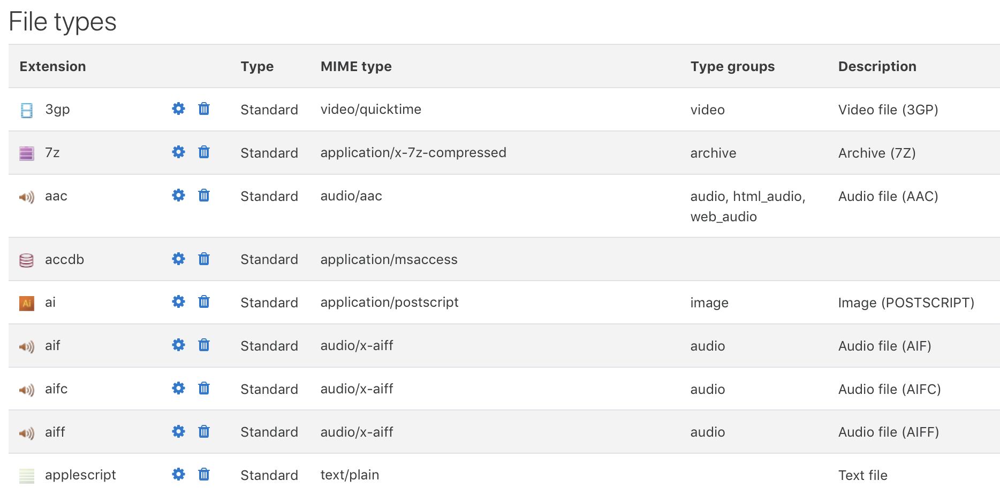 File types
Extension Type MIME type Type groups Description
3gp Standard video/quicktime video Video file (3GP)
7z Standard application/x-7z-compressed archive Archive (7Z)
aac Standard audio/aac audio, html_audio, Audio file (AAC)
web_audio
accdb Standard application/msaccess
Ai ai Standard application/postscript image Image (POSTSCRIPT)
aif Standard audio/x-aiff audio Audio file (AIF)
aifc Standard audio/x-aiff audio Audio file (AIFC)
aiff Standard audio/x-aiff audio Audio file (AIFF)
applescript Standard text/plain Text file